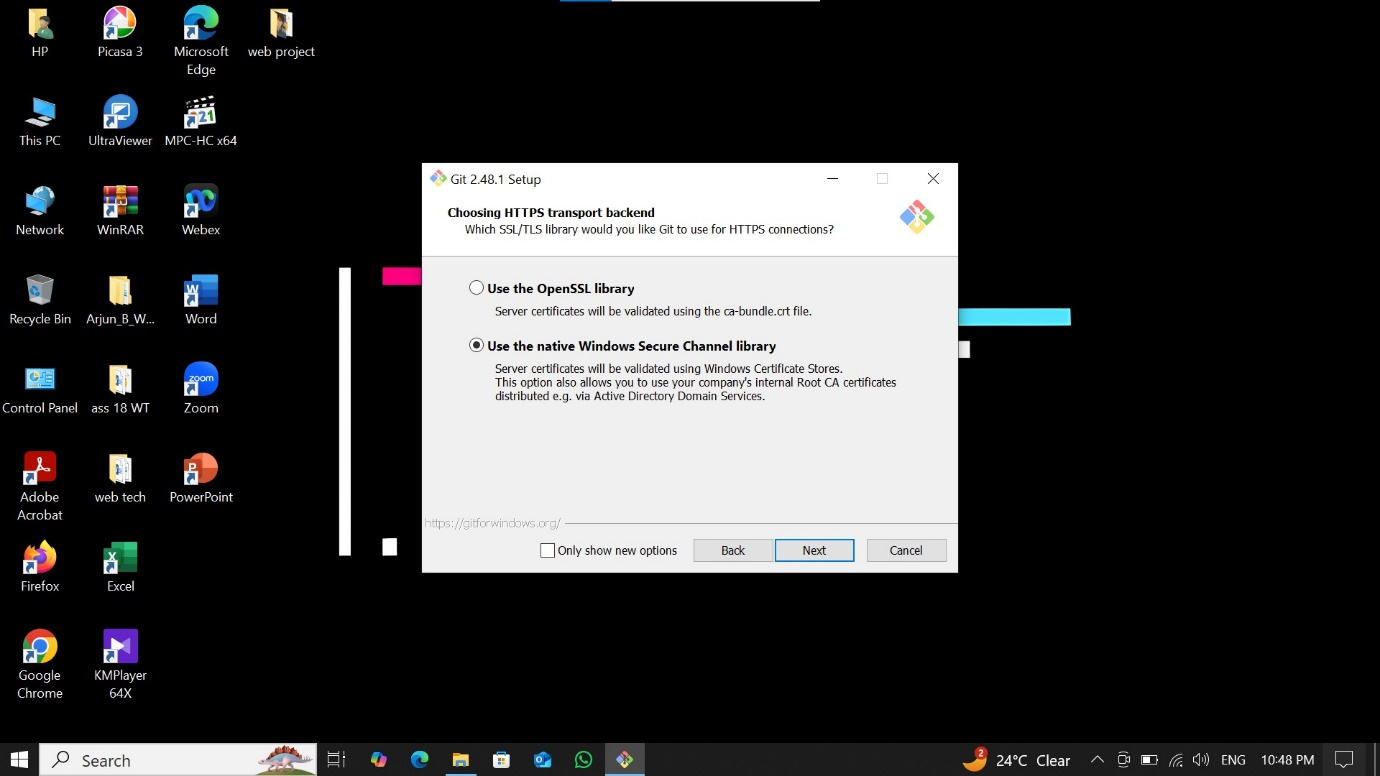 HP
Picasa 3
Microsoft
Edge
web project
This PC
UltraViewer
MPC-HC x64
321
Network
WinRAR
Webex
Recycle Bin
Arjun_B_W...
Word
W
Control Panel
ass 18 WT
Zoom
zoom
Adobe
Acrobat
web tech
PowerPoint
P
Firefox
Excel
X
Google
Chrome
KMPlayer
64X
Git 2.48.1 Setup
Choosing HTTPS transport backend
Which SSL/TLS library would you like Git to use for HTTPS connections?
Use the OpenSSL library
Server certificates will be validated using the ca-bundle.crt file.
Use the native Windows Secure Channel library
Server certificates will be validated using Windows Certificate Stores.
This option also allows you to use your company's internal Root CA certificates
distributed e.g. via Active Directory Domain Services.
https://gitforwindows.org/
Only show new options
Back
Next
Cancel
Search
2
24°C Clear
ENG
10:48 PM